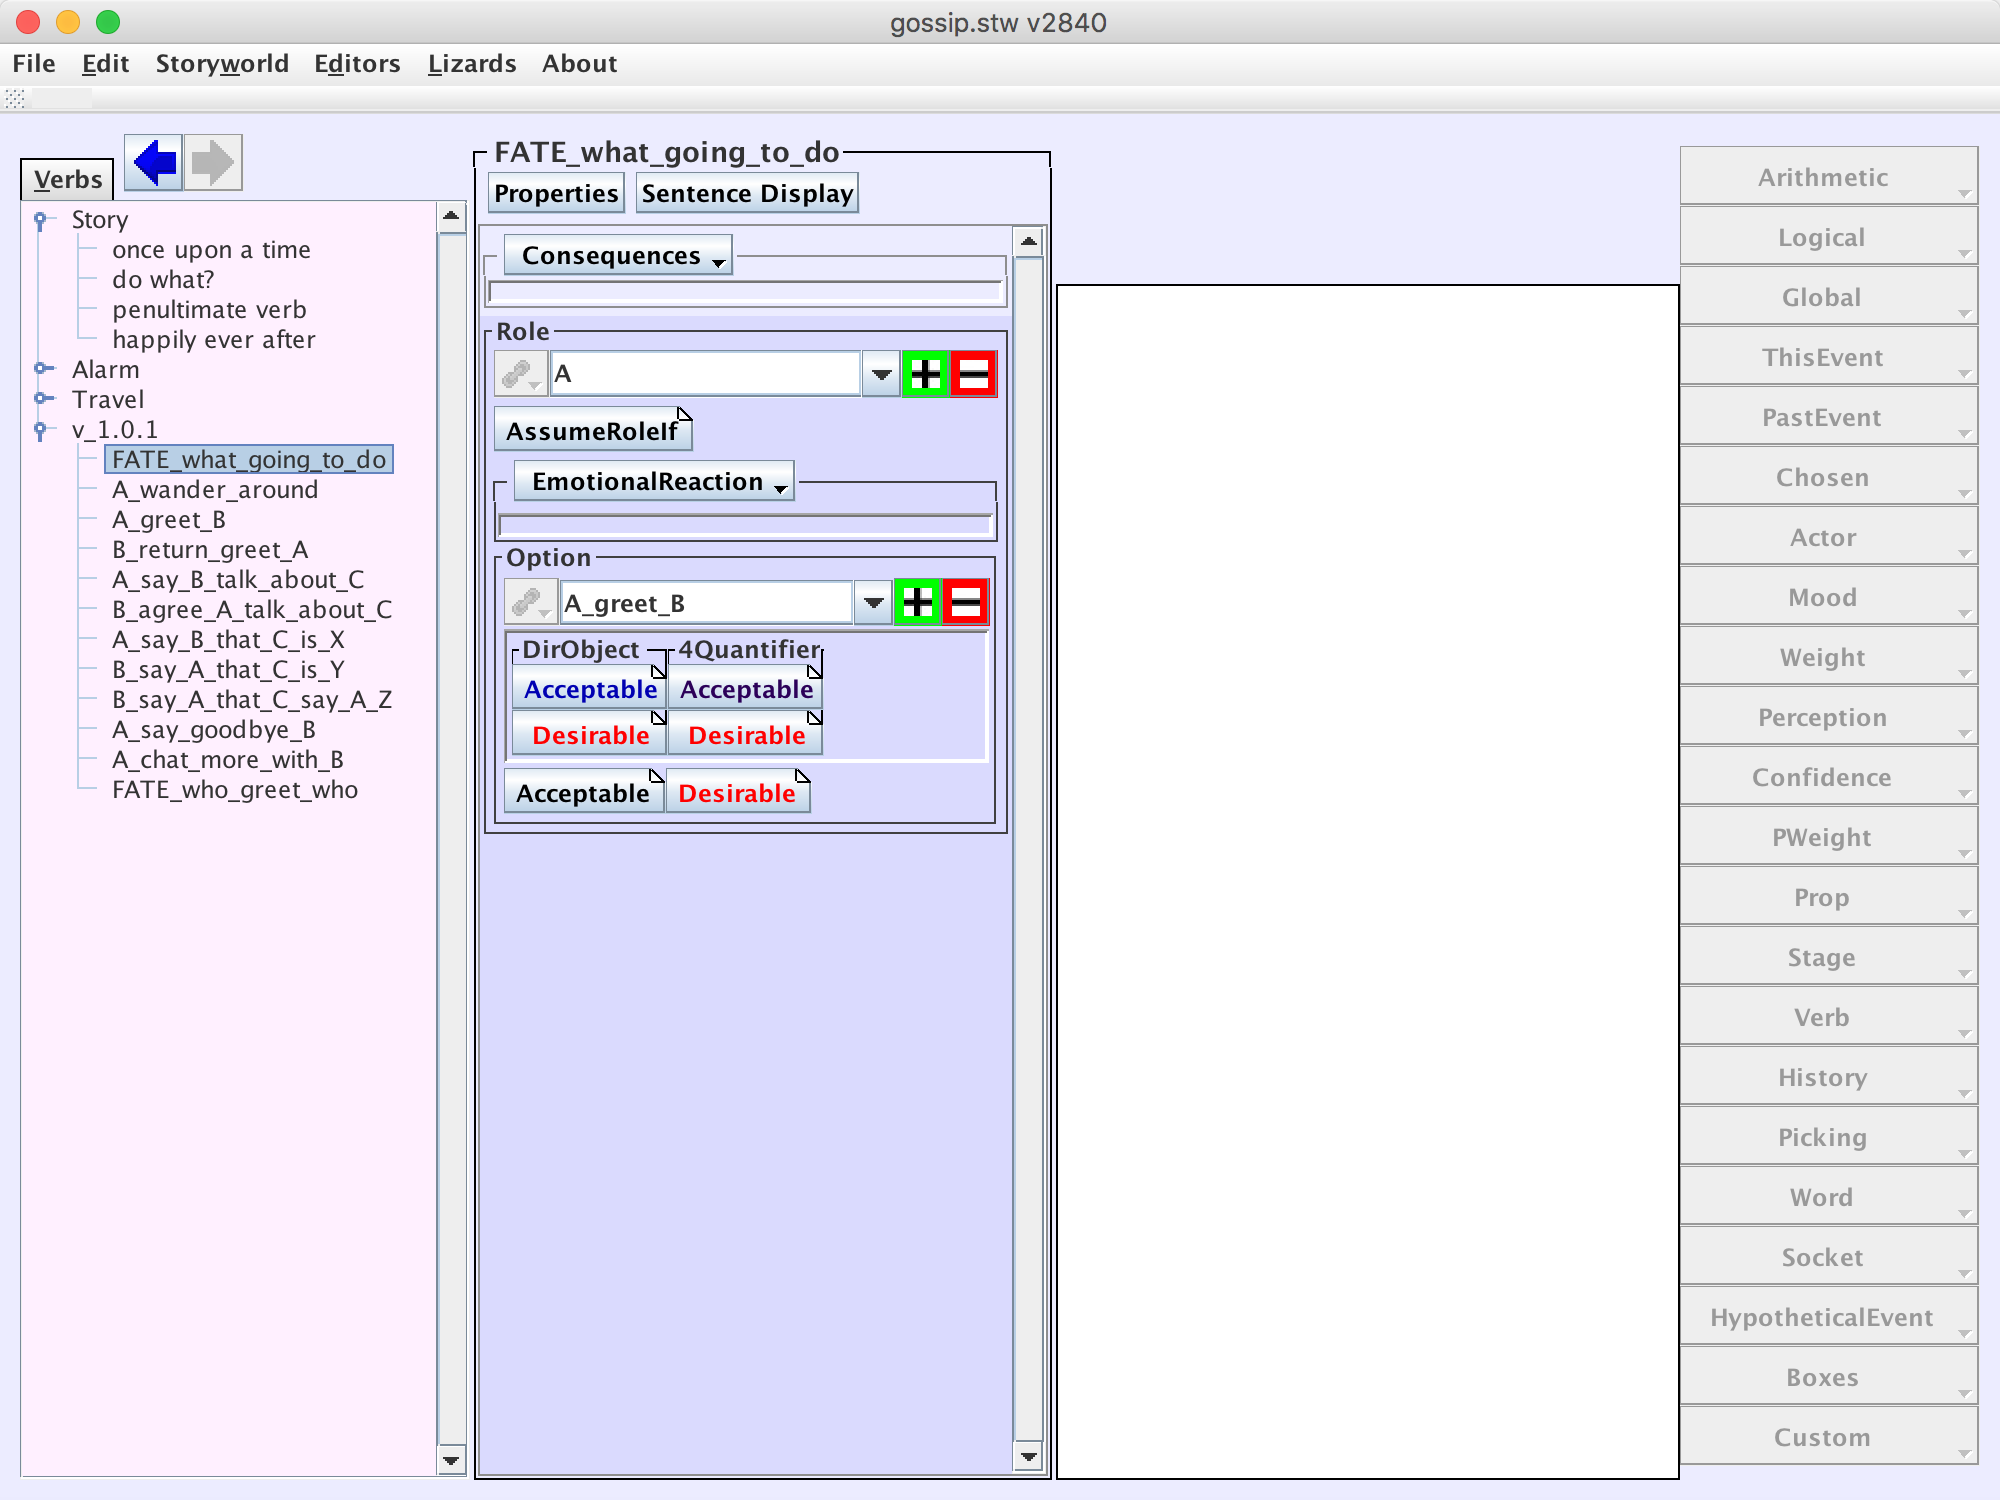 gossip.stw v2840
File Edit Storyworld Editors Lizards About
Verbs
Story
once upon a time
do what?
penultimate verb
happily ever after
Alarm
Travel
v_1.0.1
FATE_what_going_to_do
A_wander_around
A_greet_B
B_return_greet_A
A_say_B_talk_about_C
B_agree_A_talk_about_C
A_say_B_that_C_is_X
B_say_A_that_C_is_Y
B_say_A_that_C_say_A_Z
A_say_goodbye_B
A_chat_more_with_B
FATE_who_greet_who
FATE_what_going_to_do
Properties Sentence Display
Consequences
Role
A
AssumeRoleIf
EmotionalReaction
Option
A_greet_B
DirObject 4Quantifier
Acceptable Acceptable
Desirable Desirable
Acceptable Desirable
Arithmetic
Logical
Global
ThisEvent
PastEvent
Chosen
Actor
Mood
Weight
Perception
Confidence
PWeight
Prop
Stage
Verb
History
Picking
Word
Socket
HypotheticalEvent
Boxes
Custom